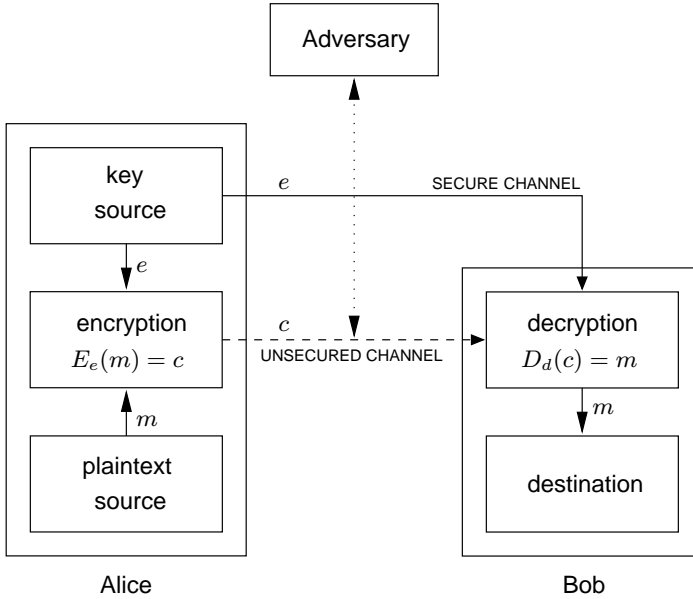 Adversary
key
source
e
SECURE CHANNEL
e
encryption
E_e(m) = c
c
UNSECURED CHANNEL
decryption
D_d(c) = m
m
m
plaintext
source
destination
Alice
Bob